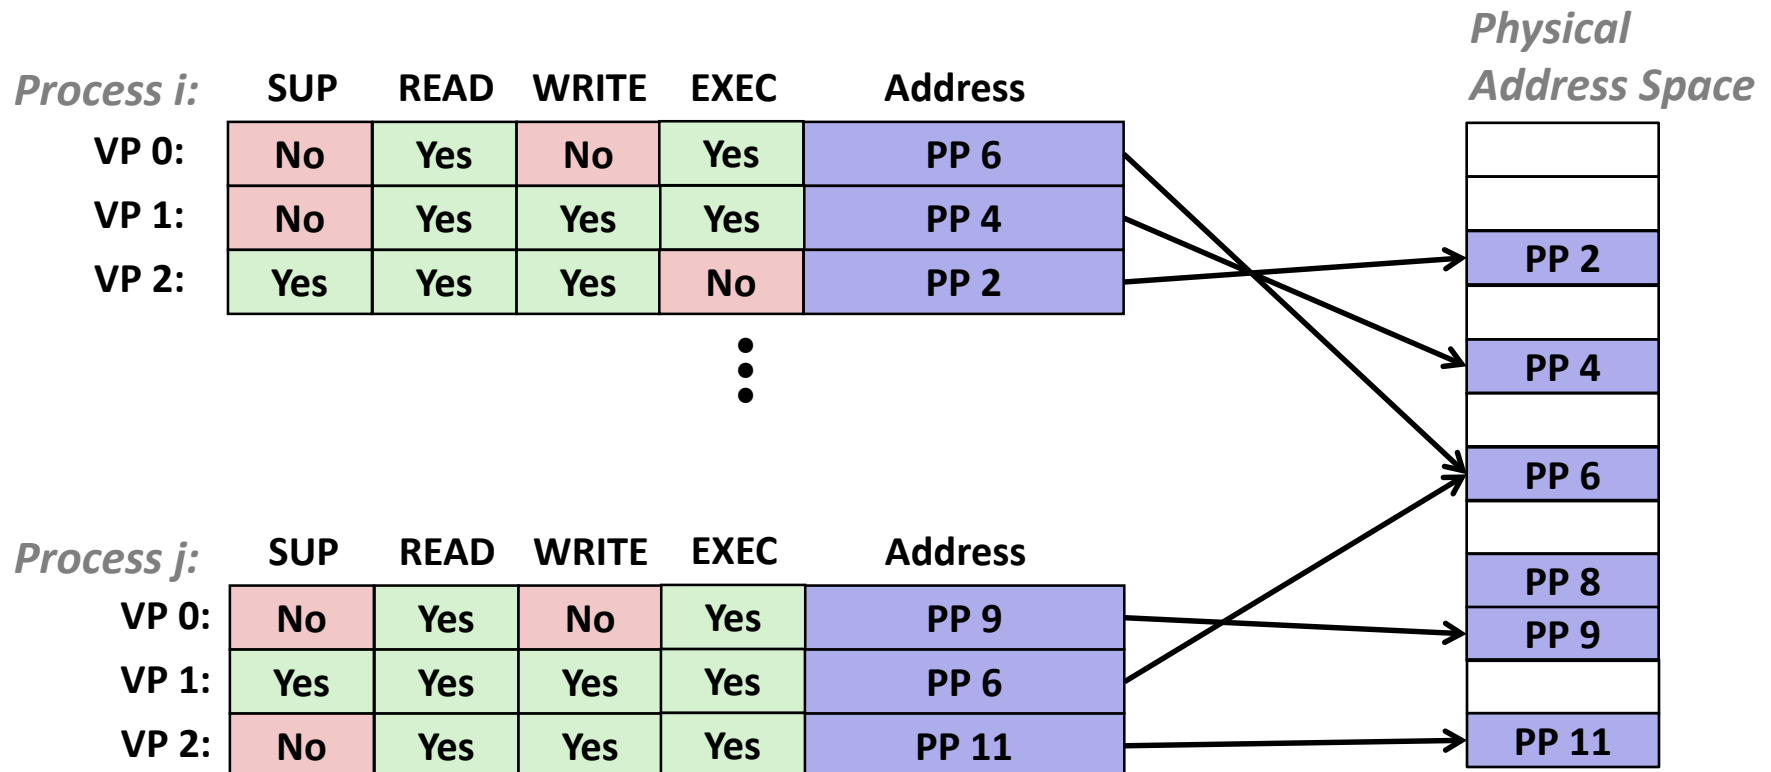 Physical
Address Space
Process i: SUP READ WRITE EXEC Address
VP 0: No Yes No Yes PP 6
VP 1: No Yes Yes Yes PP 4
VP 2: Yes Yes Yes No PP 2
PP 2
PP 4
PP 6
PP 8
PP 9
PP 11
Process j: SUP READ WRITE EXEC Address
VP 0: No Yes No Yes PP 9
VP 1: Yes Yes Yes Yes PP 6
VP 2: No Yes Yes Yes PP 11